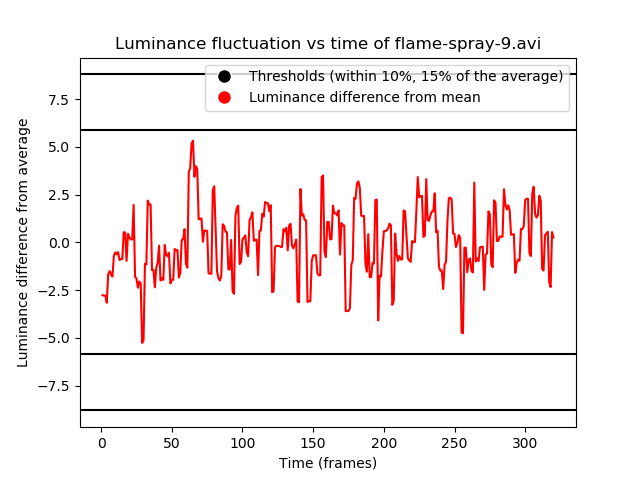 Luminance fluctuation vs time of flame-spray-9.avi
Thresholds (within 10%, 15% of the average)
Luminance difference from mean
Luminance difference from average
7.5
5.0
2.5
0.0
−2.5
−5.0
−7.5
0 50 100 150 200 250 300
Time (frames)